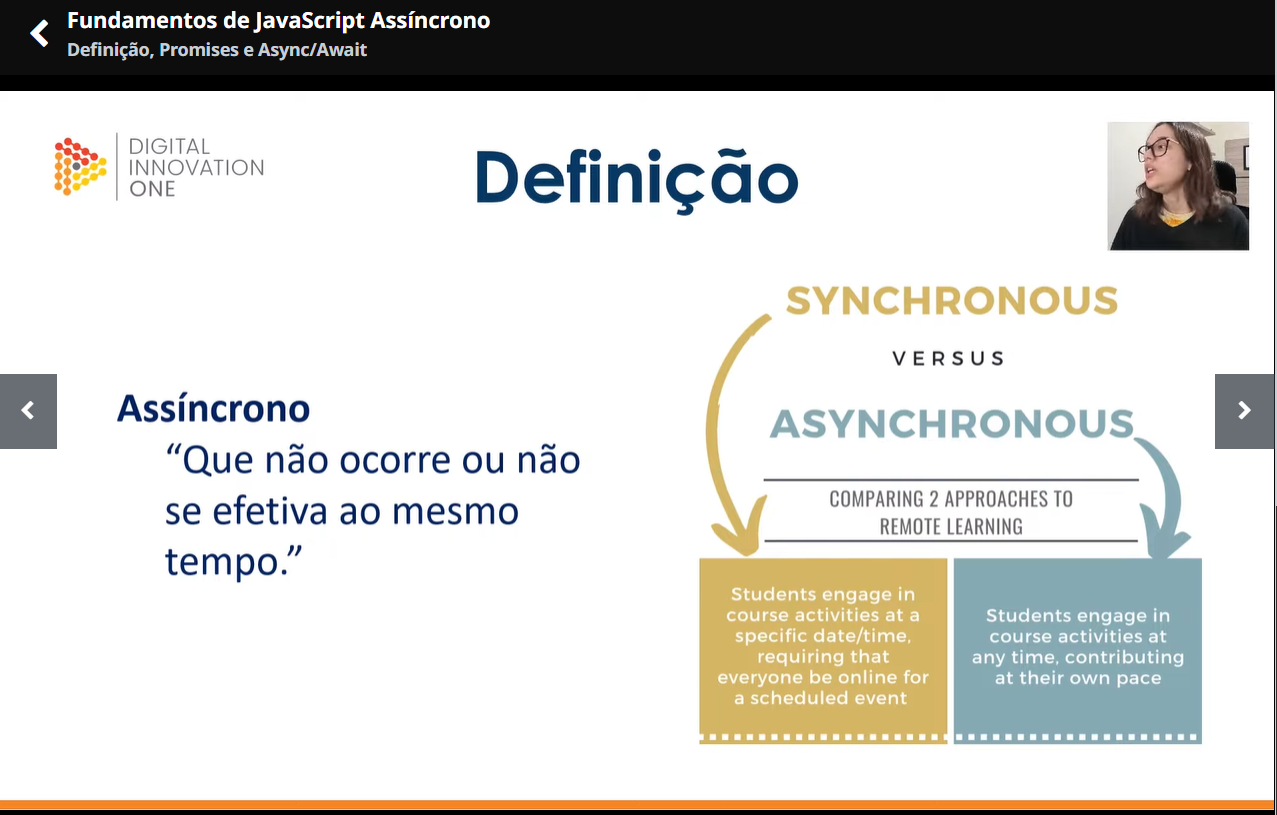 Fundamentos de JavaScript Assíncrono
Definição, Promises e Async/Await
DIGITAL
INNOVATION
ONE
Definição
Assíncrono
“Que não ocorre ou não
se efetiva ao mesmo
tempo.”
SYNCHRONOUS
VERSUS
ASYNCHRONOUS
COMPARING 2 APPROACHES TO
REMOTE LEARNING
Students engage in
course activities at a
specific date/time,
requiring that
everyone be online for
a scheduled event
Students engage in
course activities at
any time, contributing
at their own pace